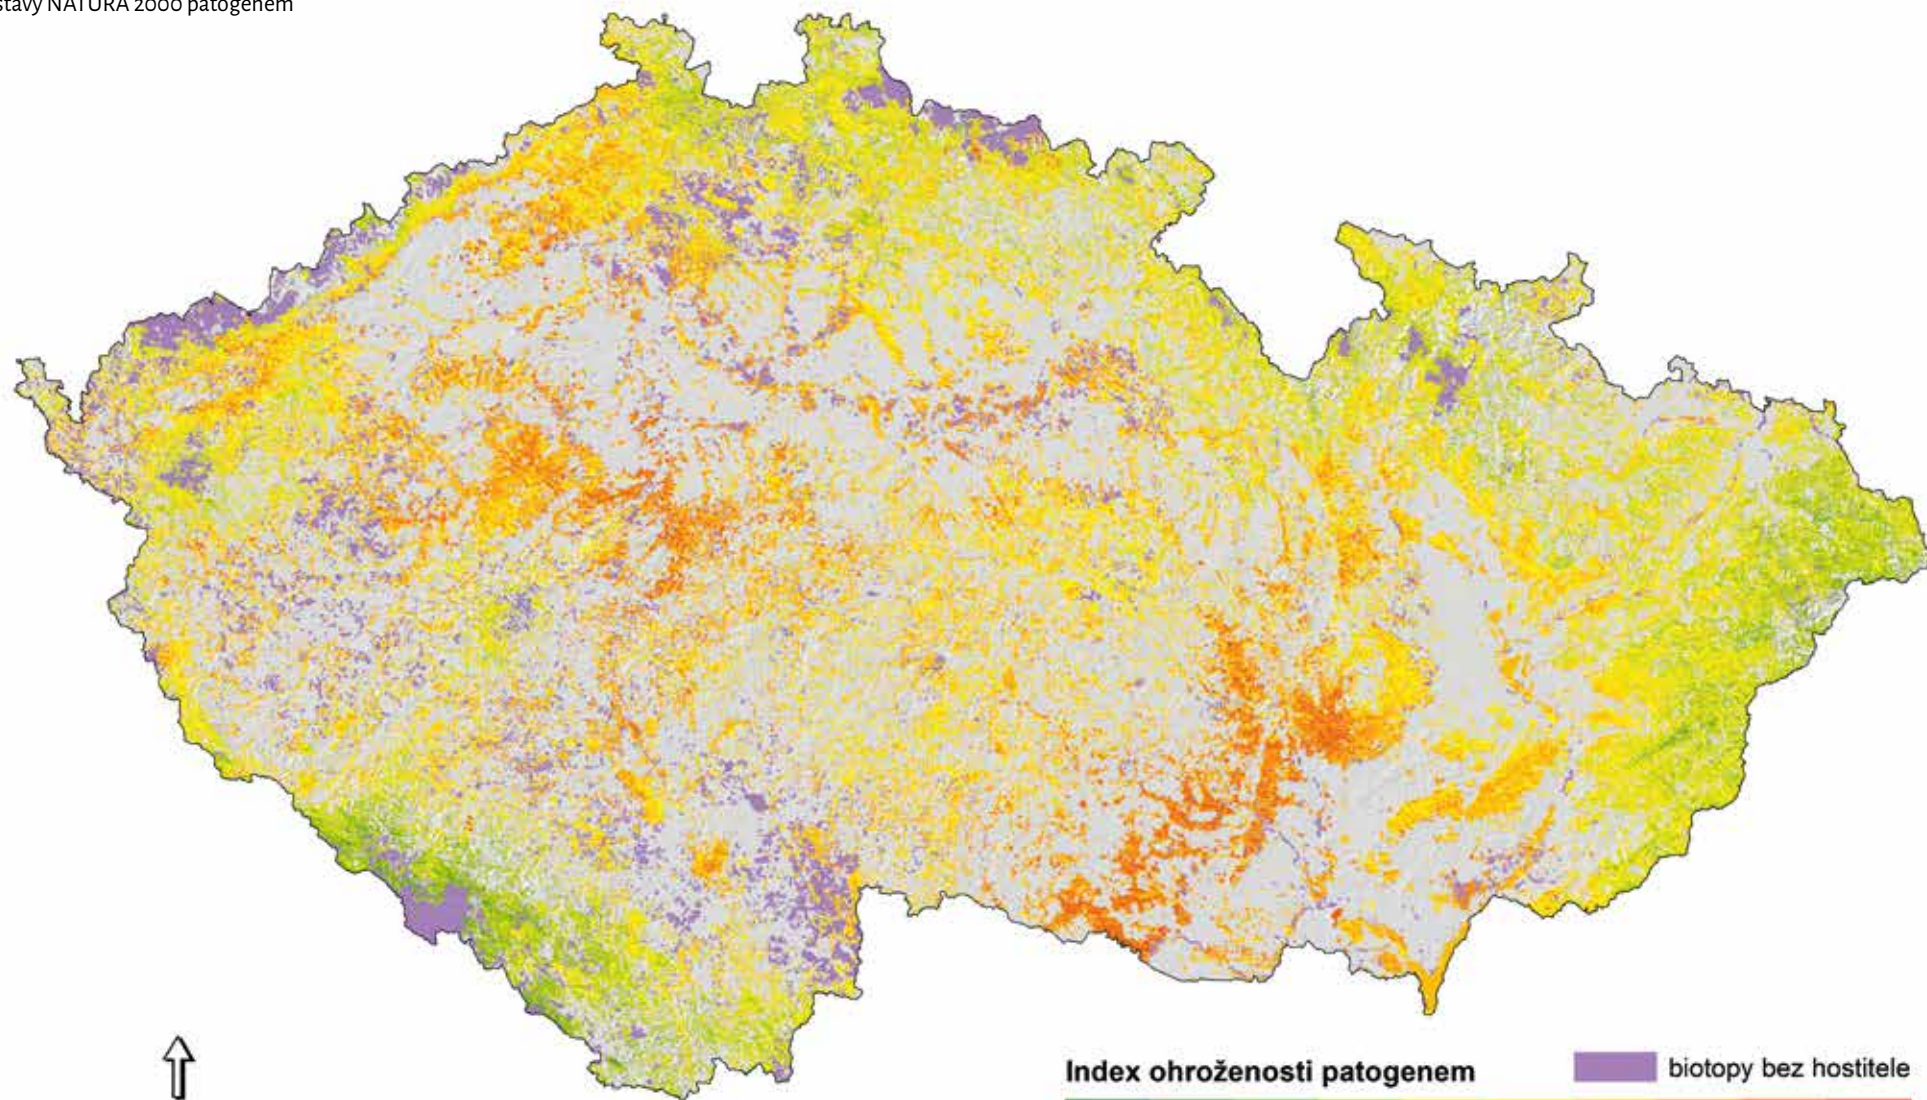 stavy NATURA 2000 patogenem
Index ohroženosti patogenem
biotopy bez hostitele